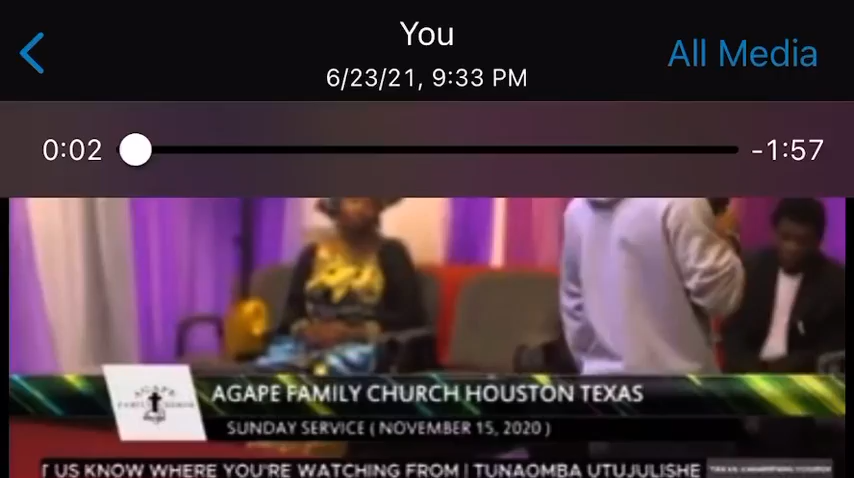 You
All Media
6/23/21, 9:33 PM
0:02
-1:57
AGAPE
AGAPE FAMILY CHURCH HOUSTON TEXAS
SUNDAY SERVICE ( NOVEMBER 15, 2020 )
T US KNOW WHERE YOU'RE WATCHING FROM | TUNAOMBA UTUJULISHE